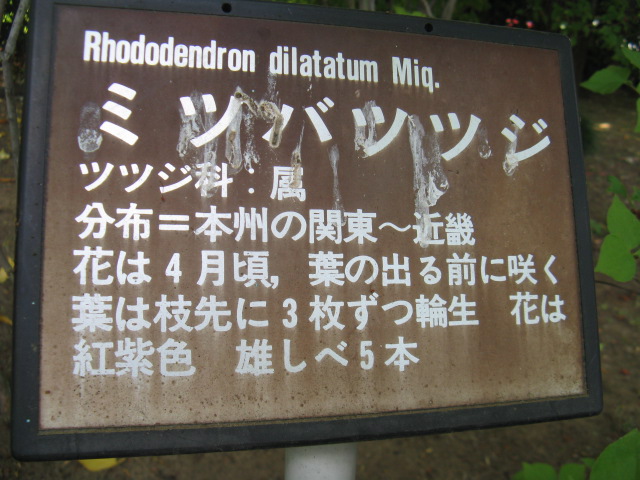 Rhododendron dilatatum Miq.
ミツバツツジ
ツツジ科．属
分布＝本州の関東～近畿
花は4月頃，葉の出る前に咲く
葉は枝先に3枚ずつ輪生　花は
紅紫色　雄しべ5本